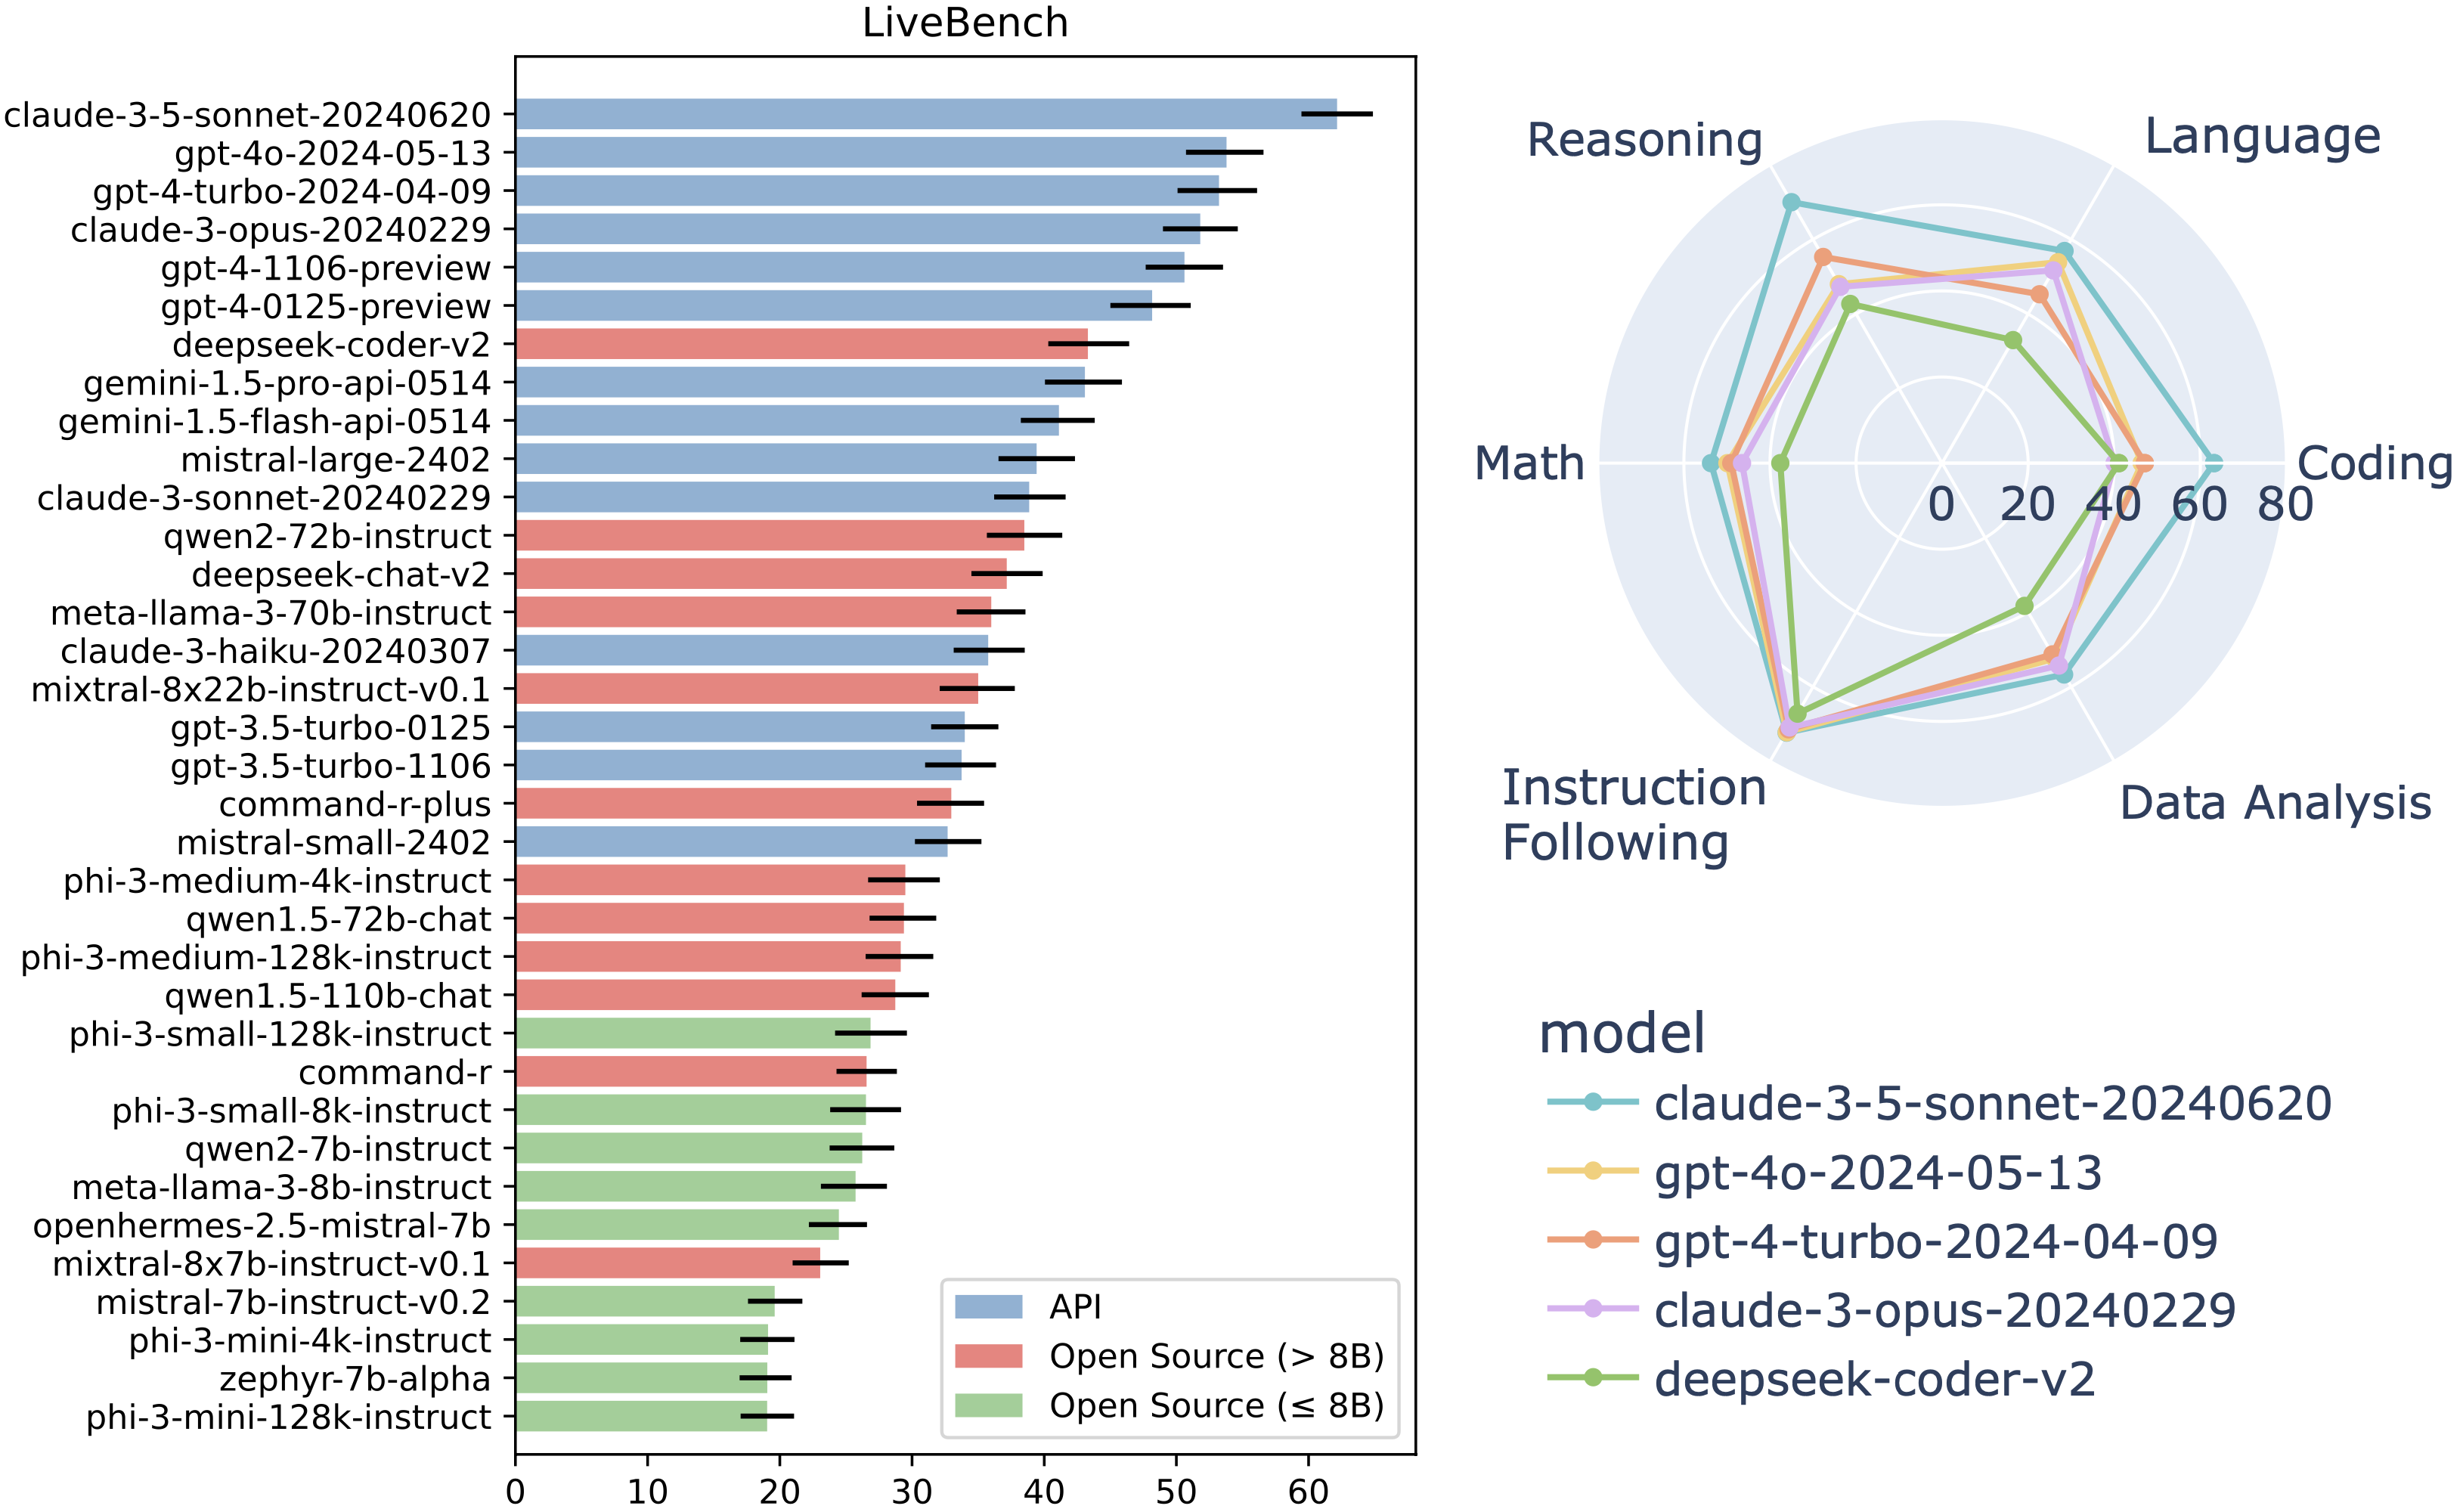 LiveBench
claude-3-5-sonnet-20240620
gpt-4o-2024-05-13
gpt-4-turbo-2024-04-09
claude-3-opus-20240229
gpt-4-1106-preview
gpt-4-0125-preview
deepseek-coder-v2
gemini-1.5-pro-api-0514
gemini-1.5-flash-api-0514
mistral-large-2402
claude-3-sonnet-20240229
qwen2-72b-instruct
deepseek-chat-v2
meta-llama-3-70b-instruct
claude-3-haiku-20240307
mixtral-8x22b-instruct-v0.1
gpt-3.5-turbo-0125
gpt-3.5-turbo-1106
command-r-plus
mistral-small-2402
phi-3-medium-4k-instruct
qwen1.5-72b-chat
phi-3-medium-128k-instruct
qwen1.5-110b-chat
phi-3-small-128k-instruct
command-r
phi-3-small-8k-instruct
qwen2-7b-instruct
meta-llama-3-8b-instruct
openhermes-2.5-mistral-7b
mixtral-8x7b-instruct-v0.1
mistral-7b-instruct-v0.2
phi-3-mini-4k-instruct
zephyr-7b-alpha
phi-3-mini-128k-instruct
0 10 20 30 40 50 60
API
Open Source (> 8B)
Open Source (≤ 8B)
Reasoning
Language
Math
Coding
0 20 40 60 80
Instruction
Following
Data Analysis
model
claude-3-5-sonnet-20240620
gpt-4o-2024-05-13
gpt-4-turbo-2024-04-09
claude-3-opus-20240229
deepseek-coder-v2